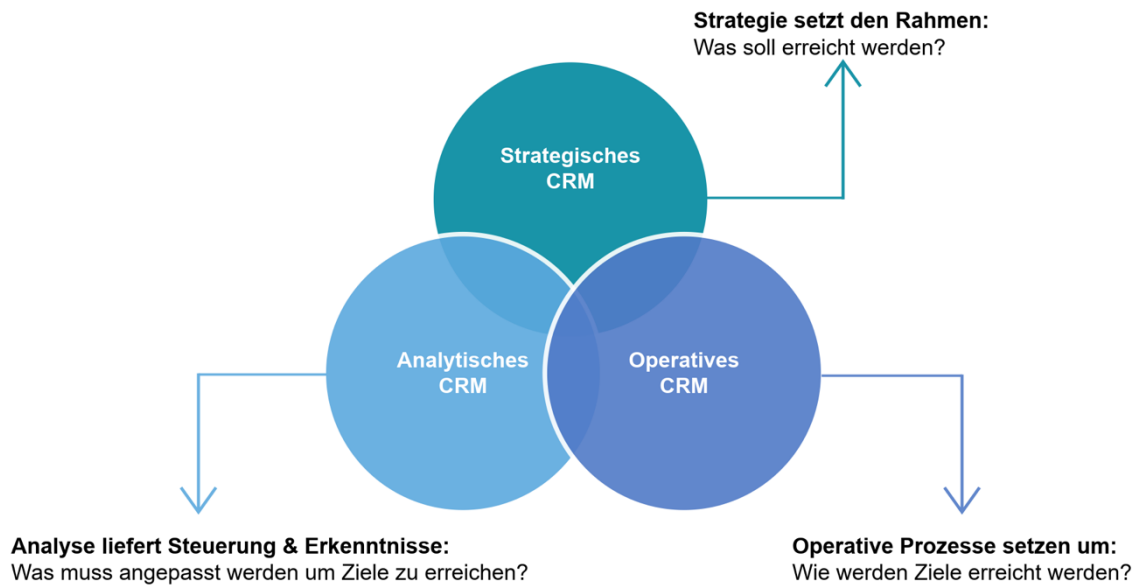 Strategie setzt den Rahmen:
Was soll erreicht werden?
Strategisches
CRM
Analytisches
CRM
Operatives
CRM
Analyse liefert Steuerung & Erkenntnisse:
Was muss angepasst werden um Ziele zu erreichen?
Operative Prozesse setzen um:
Wie werden Ziele erreicht werden?